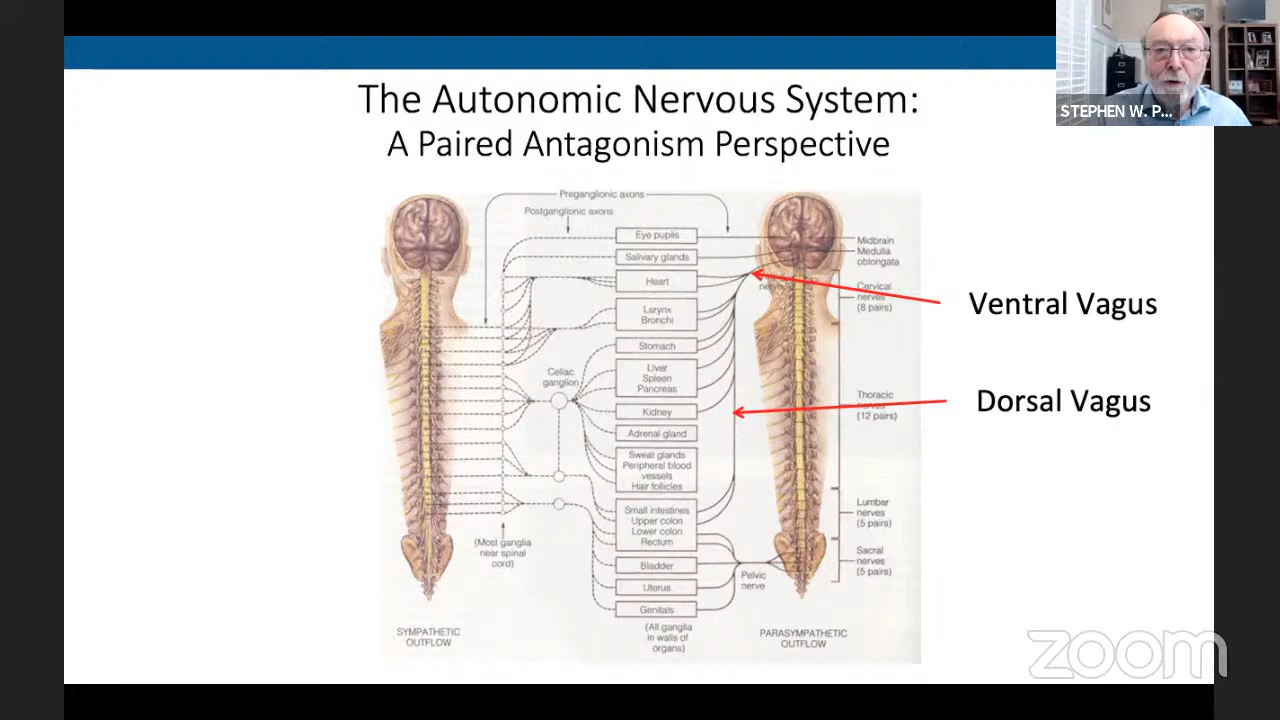 The Autonomic Nervous System:
A Paired Antagonism Perspective
STEPHEN W. P...
Preganglionic axons
Postganglionic axons
Eye pupils
Salivary glands
Heart
Larynx
Bronchi
Stomach
Liver
Spleen
Pancreas
Kidney
Adrenal gland
Sweat glands
Peripheral blood
vessels
Hair follicles
Small intestines
Upper colon
Lower colon
Rectum
Bladder
Uterus
Genitals
(All ganglia
in walls of
organs)
Celiac
ganglion
(Most ganglia
near spinal
cord)
SYMPATHETIC
OUTFLOW
Pelvic
nerve
PARASYMPATHETIC
OUTFLOW
Midbrain
Medulla
oblongata
Cervical
nerves
(8 pairs)
Thoracic
nerves
(12 pairs)
Lumbar
nerves
(5 pairs)
Sacral
nerves
(5 pairs)
Ventral Vagus
Dorsal Vagus
zoom